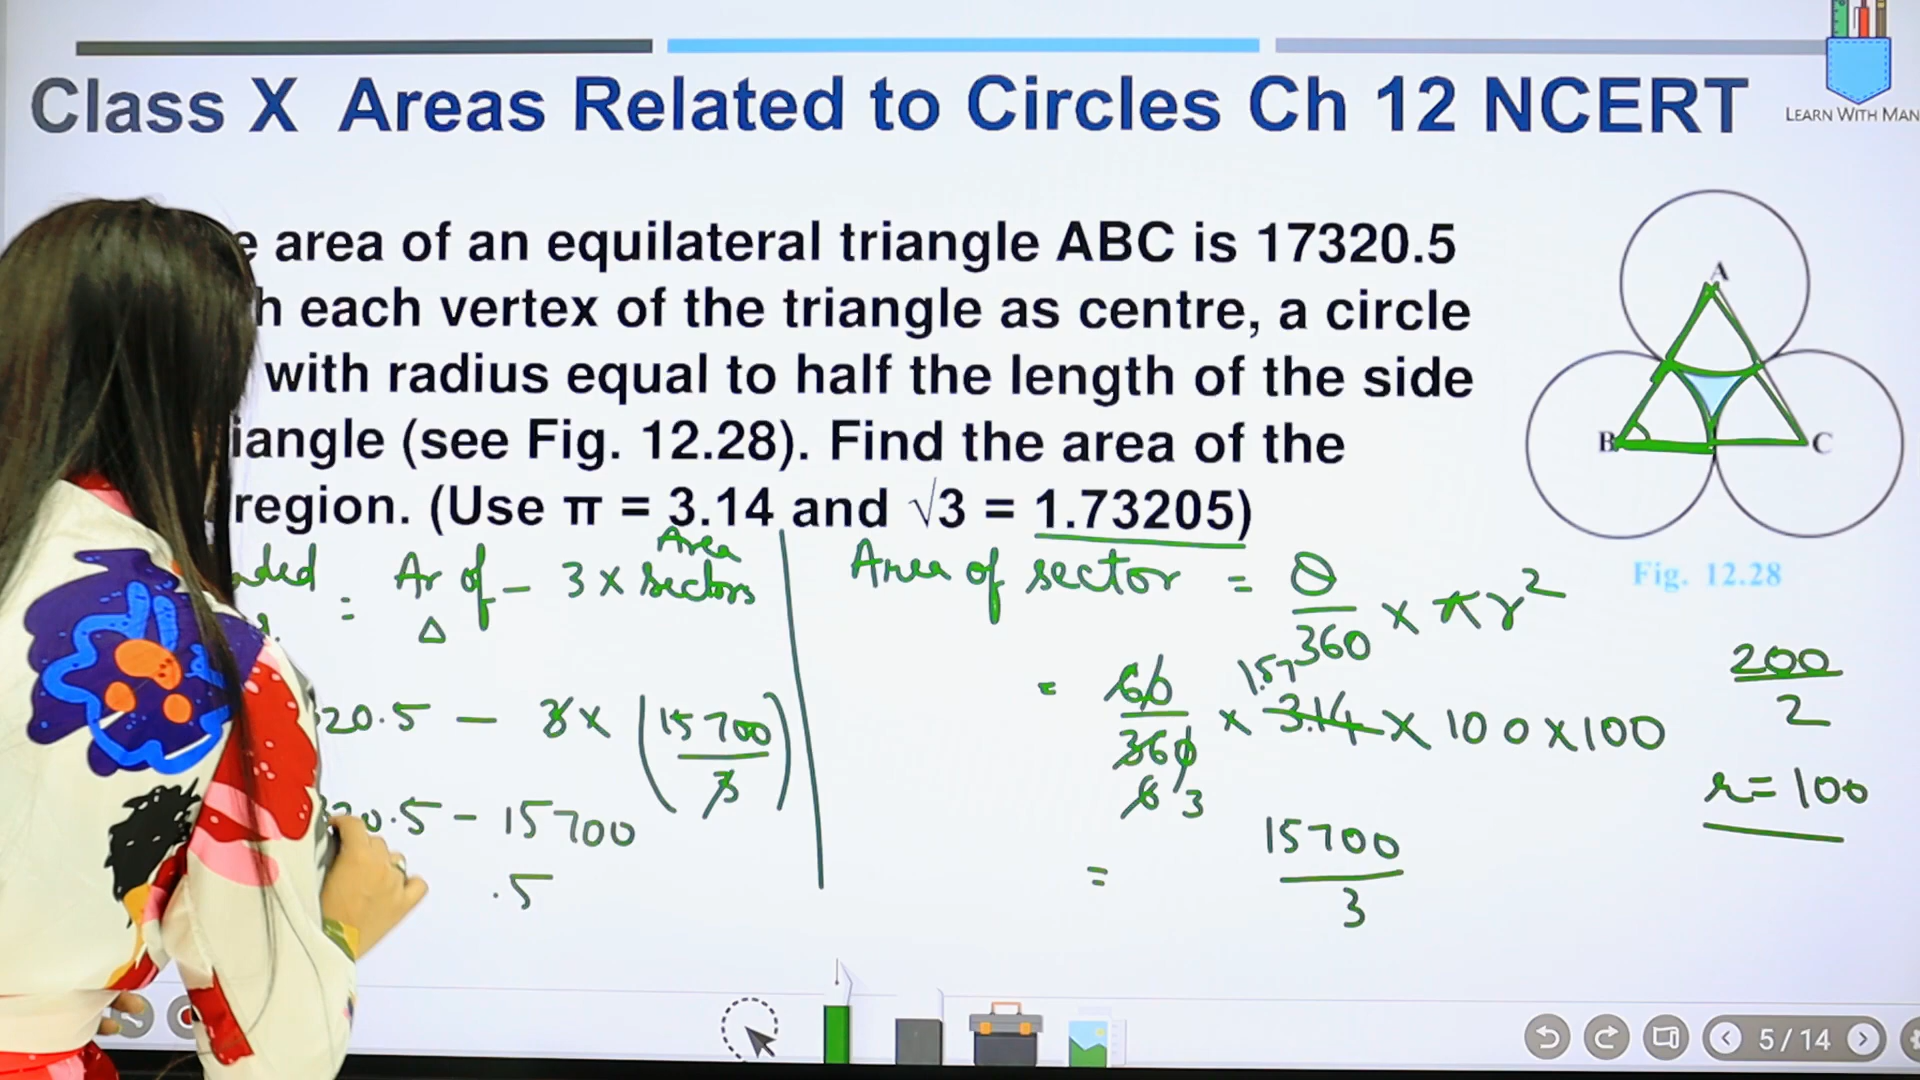 Class X Areas Related to Circles Ch 12 NCERT
LEARN WITH MAN
e area of an equilateral triangle ABC is 17320.5
h each vertex of the triangle as centre, a circle
with radius equal to half the length of the side
iangle (see Fig. 12.28). Find the area of the
region. (Use π = 3.14 and √3 = 1.73205)
A
B
C
Fig. 12.28
ded = Ar of Δ - 3 x Area sectors
20.5 - 3 x (15700/3)
20.5 - 15700
.5
Area of sector = θ/360 x πr²
= 60/360 x 3.14 x 100 x 100
1.57
6 3
= 15700/3
200/2
r = 100
5 / 14